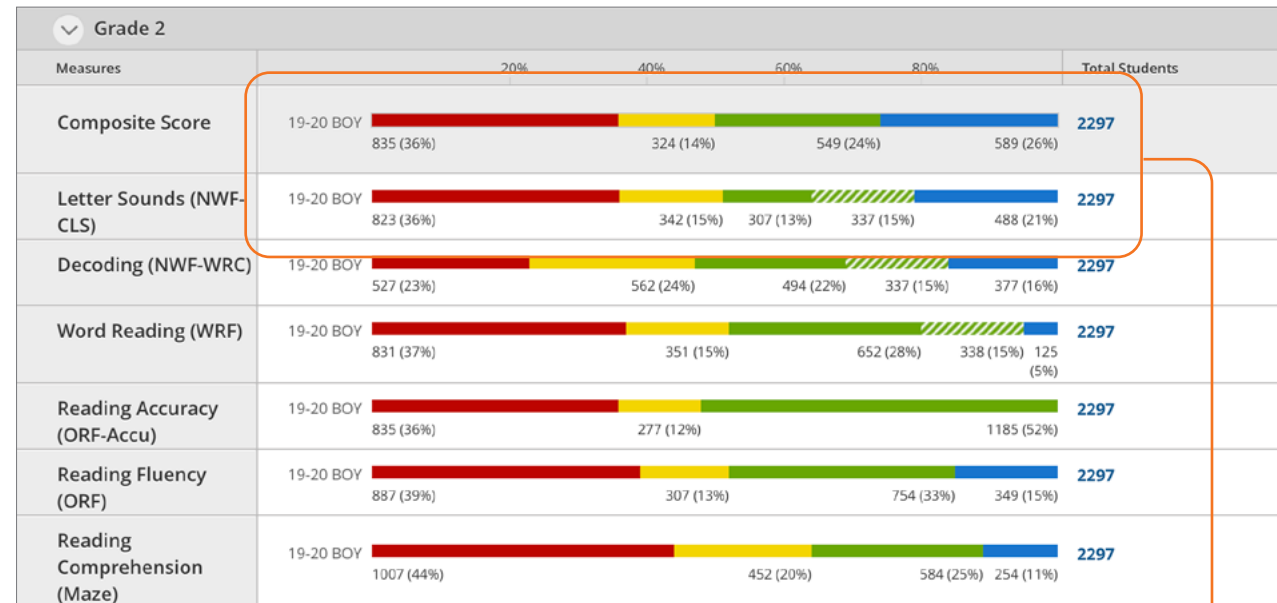 Grade 2
Measures 20% 40% 60% 80% Total Students
Composite Score 19-20 BOY 2297
835 (36%) 324 (14%) 549 (24%) 589 (26%)
Letter Sounds (NWF- 19-20 BOY 2297
CLS) 823 (36%) 342 (15%) 307 (13%) 337 (15%) 488 (21%)
Decoding (NWF-WRC) 19-20 BOY 2297
527 (23%) 562 (24%) 494 (22%) 337 (15%) 377 (16%)
Word Reading (WRF) 19-20 BOY 2297
831 (37%) 351 (15%) 652 (28%) 338 (15%) 125
(5%)
Reading Accuracy 19-20 BOY 2297
(ORF-Accu) 835 (36%) 277 (12%) 1185 (52%)
Reading Fluency 19-20 BOY 2297
(ORF) 887 (39%) 307 (13%) 754 (33%) 349 (15%)
Reading
Comprehension 19-20 BOY 2297
(Maze) 1007 (44%) 452 (20%) 584 (25%) 254 (11%)